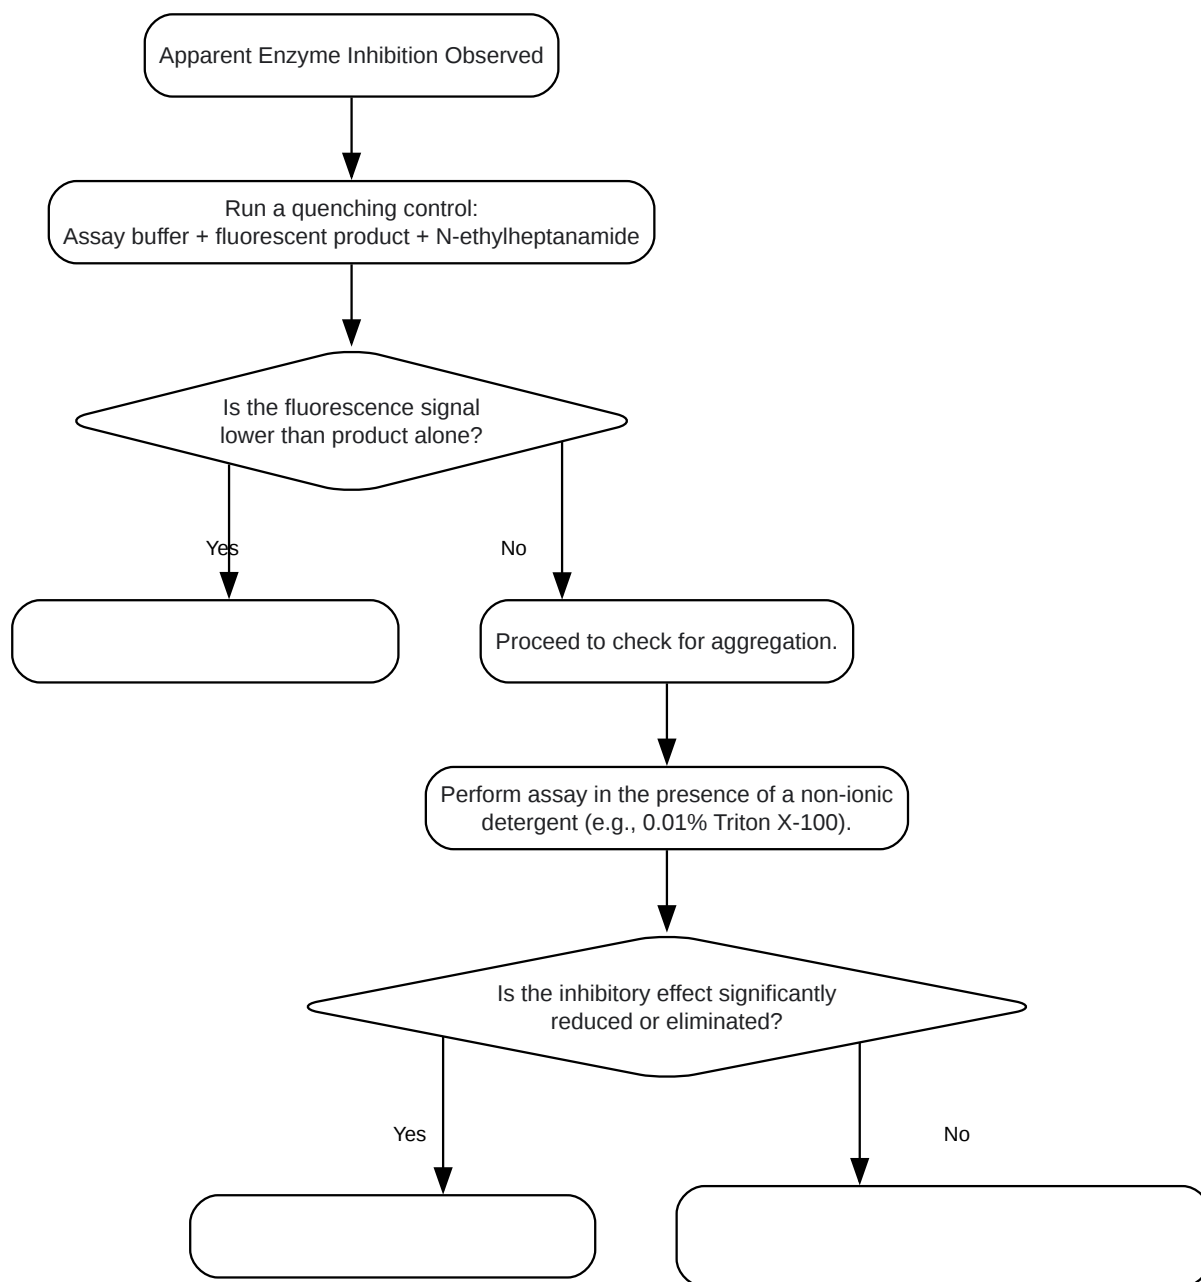 Apparent Enzyme Inhibition Observed
Run a quenching control:
Assay buffer + fluorescent product + N-ethylheptanamide
Is the fluorescence signal
lower than product alone?
Yes
No
Proceed to check for aggregation.
Perform assay in the presence of a non-ionic
detergent (e.g., 0.01% Triton X-100).
Is the inhibitory effect significantly
reduced or eliminated?
Yes
No